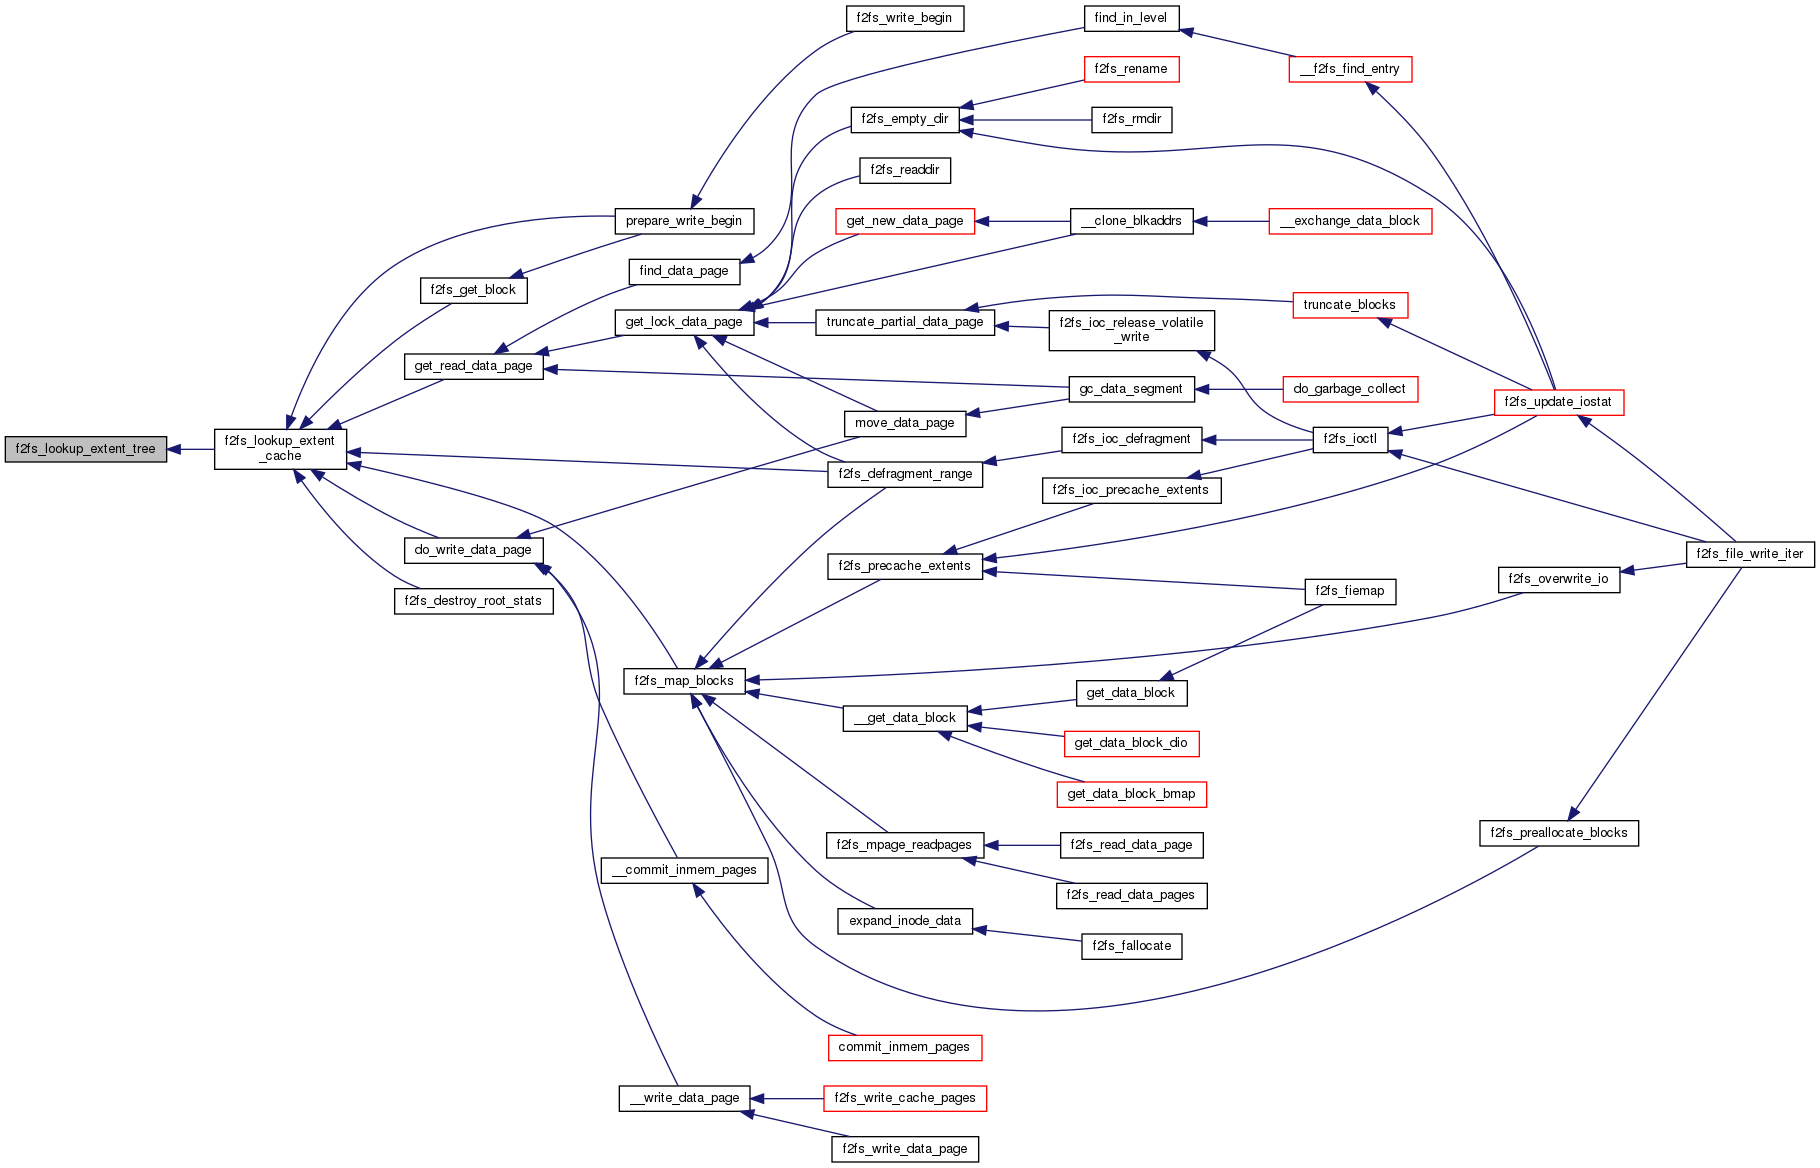 f2fs_write_begin
find_in_level
f2fs_rename
__f2fs_find_entry
f2fs_empty_dir
f2fs_rmdir
f2fs_readdir
prepare_write_begin
get_new_data_page
__clone_blkaddrs
__exchange_data_block
find_data_page
f2fs_get_block
get_lock_data_page
truncate_partial_data_page
f2fs_ioc_release_volatile
_write
truncate_blocks
get_read_data_page
gc_data_segment
do_garbage_collect
f2fs_update_iostat
move_data_page
f2fs_lookup_extent_tree
f2fs_lookup_extent
_cache
f2fs_ioc_defragment
f2fs_ioctl
f2fs_defragment_range
f2fs_ioc_precache_extents
do_write_data_page
f2fs_file_write_iter
f2fs_precache_extents
f2fs_overwrite_io
f2fs_fiemap
f2fs_destroy_root_stats
f2fs_map_blocks
get_data_block
__get_data_block
get_data_block_dio
get_data_block_bmap
f2fs_preallocate_blocks
f2fs_mpage_readpages
f2fs_read_data_page
__commit_inmem_pages
f2fs_read_data_pages
expand_inode_data
f2fs_fallocate
commit_inmem_pages
__write_data_page
f2fs_write_cache_pages
f2fs_write_data_page